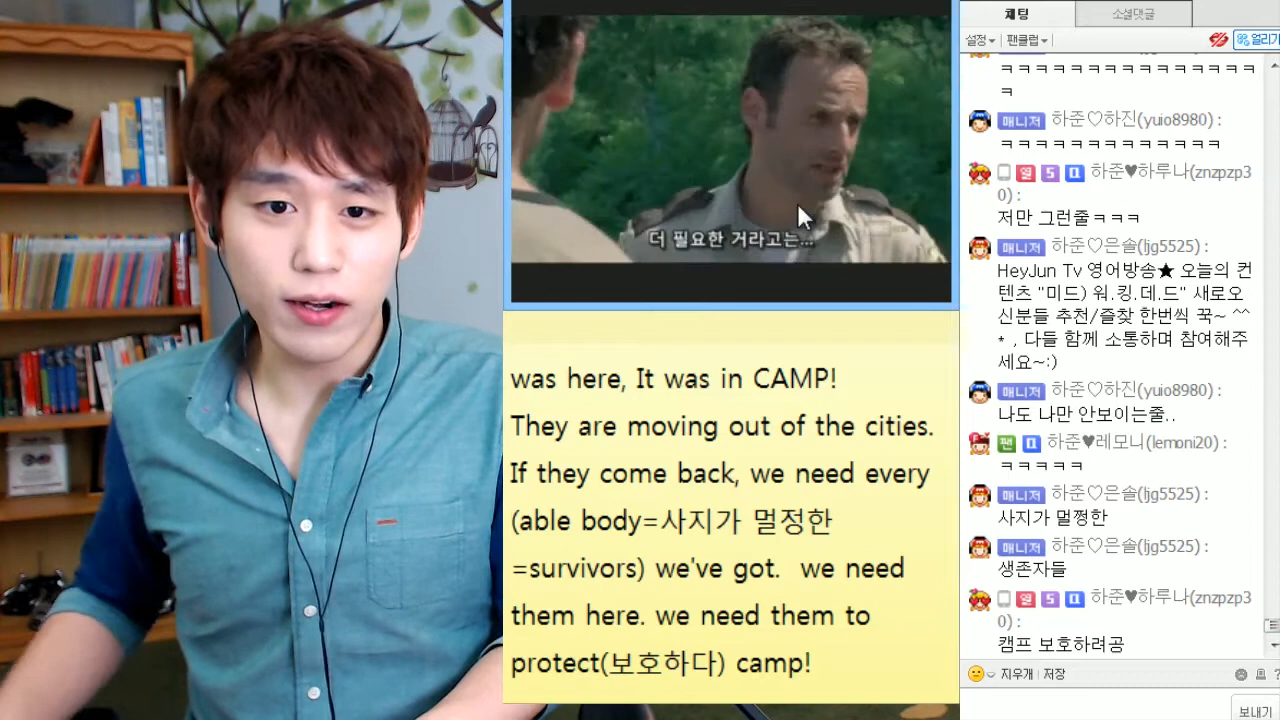 더 필요한 거라고는...
was here, It was in CAMP!
They are moving out of the cities.
If they come back, we need every
(able body=사지가 멀정한
=survivors) we've got. we need
them here. we need them to
protect(보호하다) camp!
채팅 소셜댓글
설정 팬클럽 열리기
ㅋㅋㅋㅋㅋㅋㅋㅋㅋㅋㅋㅋㅋㅋㅋ
ㅋ
매니저 하준♡하진(yuio8980) :
ㅋㅋㅋㅋㅋㅋㅋㅋㅋㅋㅋㅋㅋ
열 5 Q 하준♥하루나(znzpzp3
0) :
저만 그런줄ㅋㅋㅋ
매니저 하준♡은솔(ljg5525) :
HeyJun Tv 영어방송★ 오늘의 컨
텐츠 "미드) 워.킹.데.드" 새로오
신분들 추천/즐찾 한번씩 꾹~ ^^
* , 다들 함께 소통하며 참여해주
세요~:)
매니저 하준♡하진(yuio8980) :
나도 나만 안보이는줄..
팬 Q 하준♥레모니(lemoni20) :
ㅋㅋㅋㅋㅋ
매니저 하준♡은솔(ljg5525) :
사지가 멀쩡한
매니저 하준♡은솔(ljg5525) :
생존자들
열 5 Q 하준♥하루나(znzpzp3
0) :
캠프 보호하려공
지우개 저장 ?
보내기